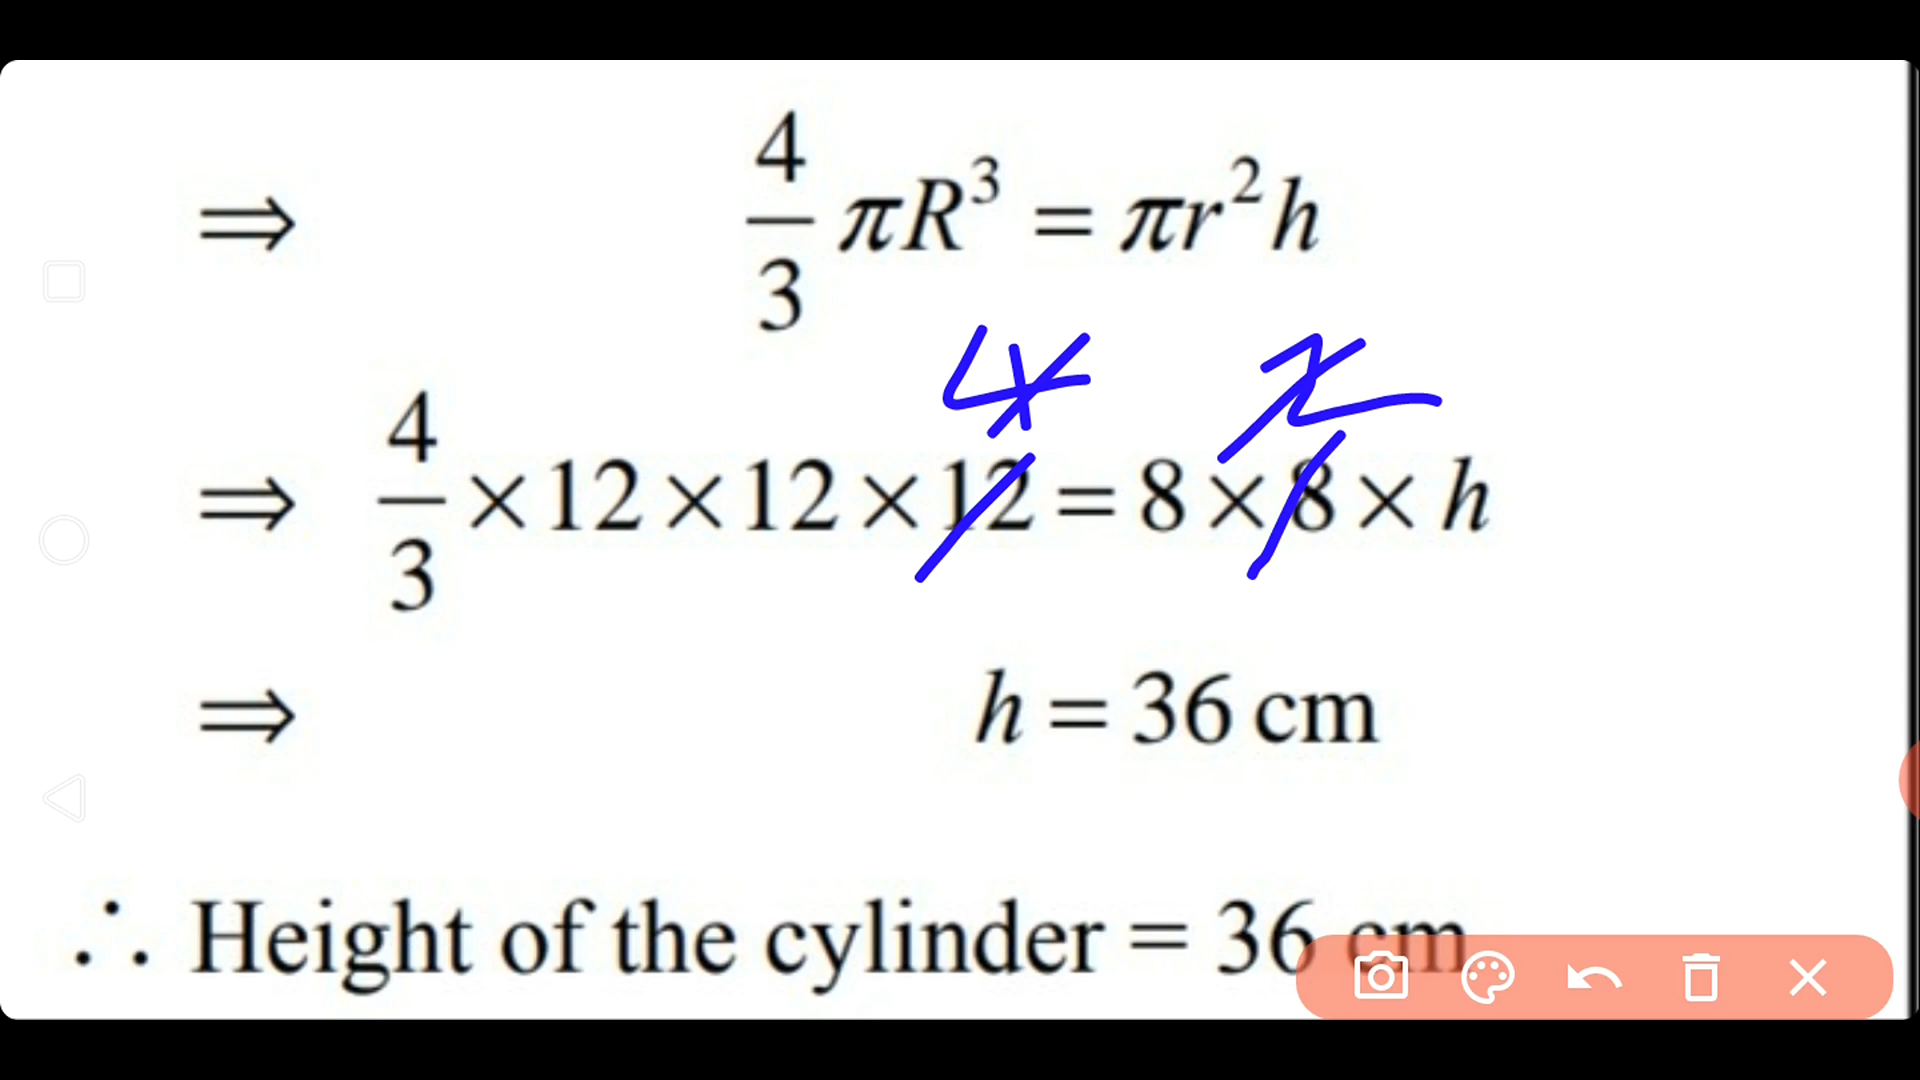 ⇒ 4/3 πR³ = πr²h
4 2
⇒ 4/3 ×12×12×12 = 8×8×h
⇒ h = 36 cm
∴ Height of the cylinder = 36 cm